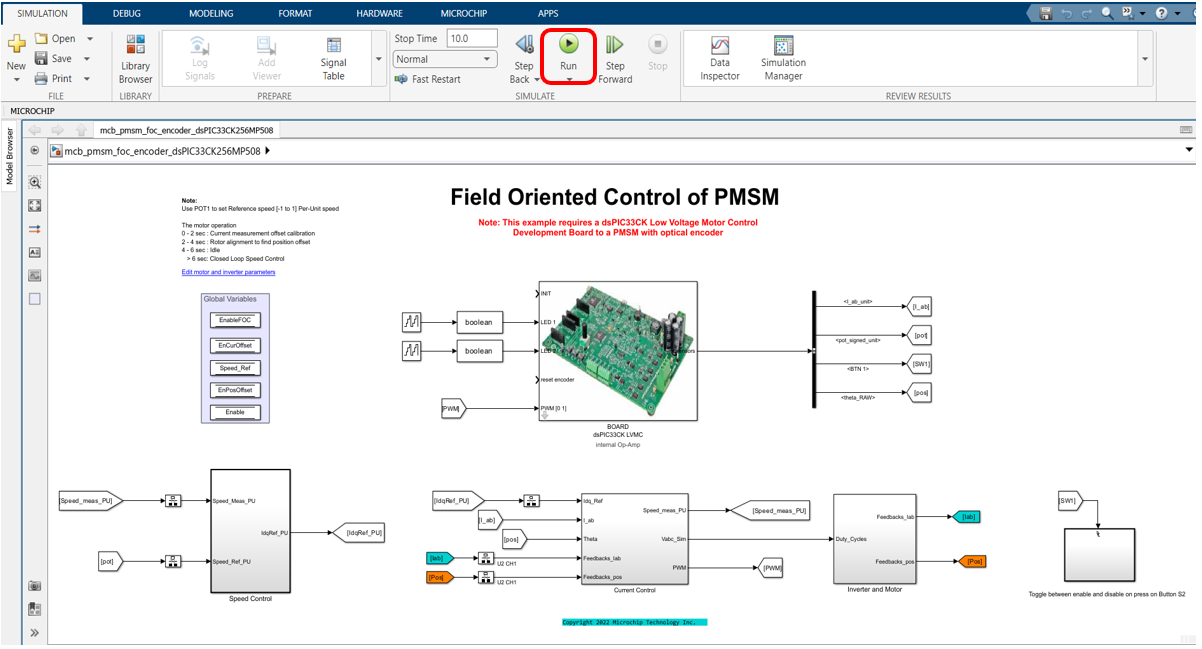 SIMULATION DEBUG MODELING FORMAT HARDWARE MICROCHIP APPS
New
Open
Save
Print
FILE
Library
Browser
LIBRARY
Log
Signals
Add
Viewer
Signal
Table
PREPARE
Stop Time 10.0
Normal
Fast Restart
Step
Back
Run
Step
Forward
Stop
SIMULATE
Data
Inspector
Simulation
Manager
REVIEW RESULTS
MICROCHIP
Model Browser
mcb_pmsm_foc_encoder_dsPIC33CK256MP508
mcb_pmsm_foc_encoder_dsPIC33CK256MP508
Field Oriented Control of PMSM
Note: This example requires a dsPIC33CK Low Voltage Motor Control
Development Board to a PMSM with optical encoder
Note:
Use POT1 to set Reference speed [-1 to 1] Per-Unit speed
The motor operation
0 - 2 sec : Current measurement offset calibration
2 - 4 sec : Rotor alignment to find position offset
4 - 6 sec : Idle
> 6 sec: Closed Loop Speed Control
Edit motor and inverter parameters
Global Variables
EnableFOC
EnCurOffset
Speed_Ref
EnPosOffset
Enable
boolean
boolean
[PWM]
INIT
LED 1
reset encoder
PWM [0 1]
BOARD
dsPIC33CK LVMC
internal Op-Amp
<I_ab_unit>
[I_ab]
<pot_signed_unit>
[pot]
<BTN 1>
[SW1]
<theta_RAW>
[pos]
[Speed_meas_PU]
[pot]
Speed_Meas_PU
Speed_Ref_PU
IdqRef_PU
[IdqRef_PU]
Speed Control
[IdqRef_PU]
[I_ab]
[pos]
[Iab]
[Pos]
U2 CH1
U2 CH1
Idq_Ref
I_ab
Theta
Feedbacks_Iab
Feedbacks_pos
Speed_meas_PU
Vabc_Sim
PWM
Current Control
[Speed_meas_PU]
[PWM]
Duty_Cycles
Feedbacks_Iab
Feedbacks_pos
Inverter and Motor
[Iab]
[Pos]
[SW1]
Toggle between enable and disable on press on Button S2
Copyright 2022 Microchip Technology Inc.